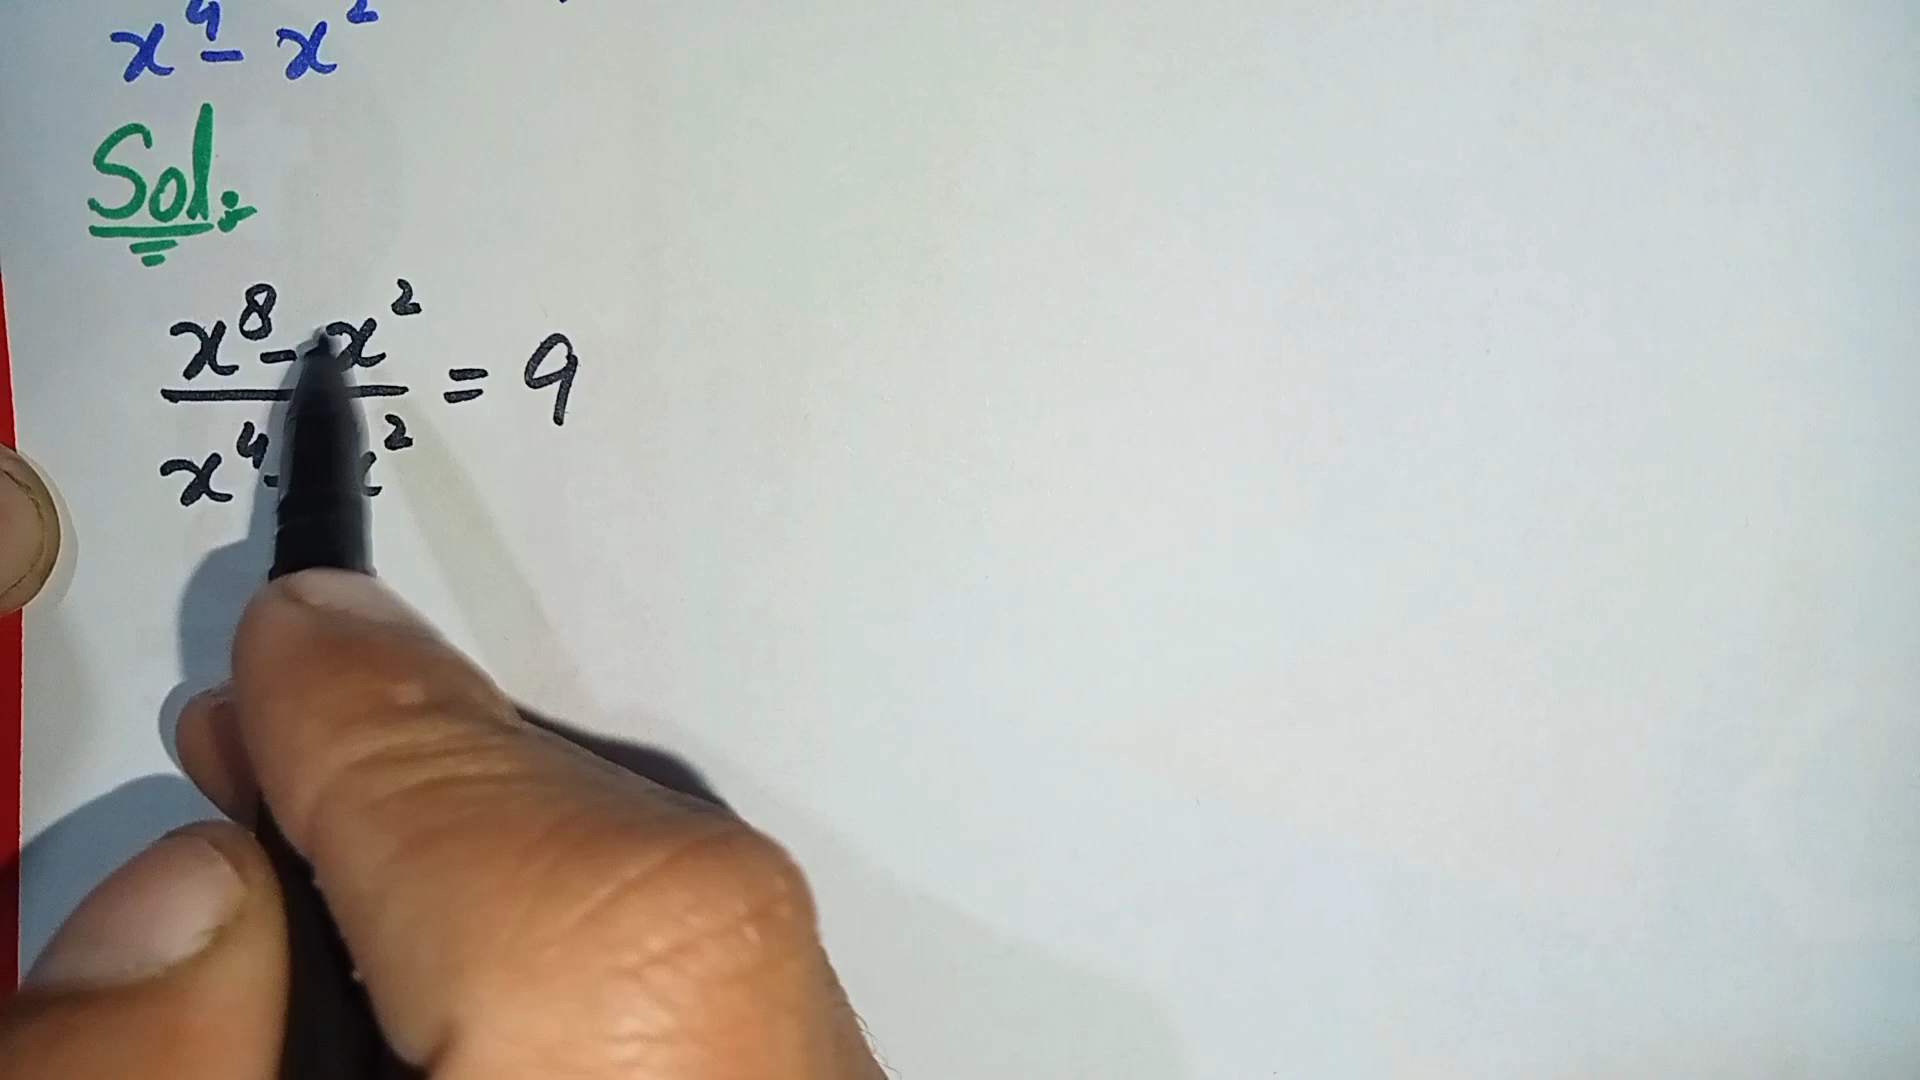 x⁴ - x²
Sol:
x⁸ - x²
= 9
x⁴ - x²